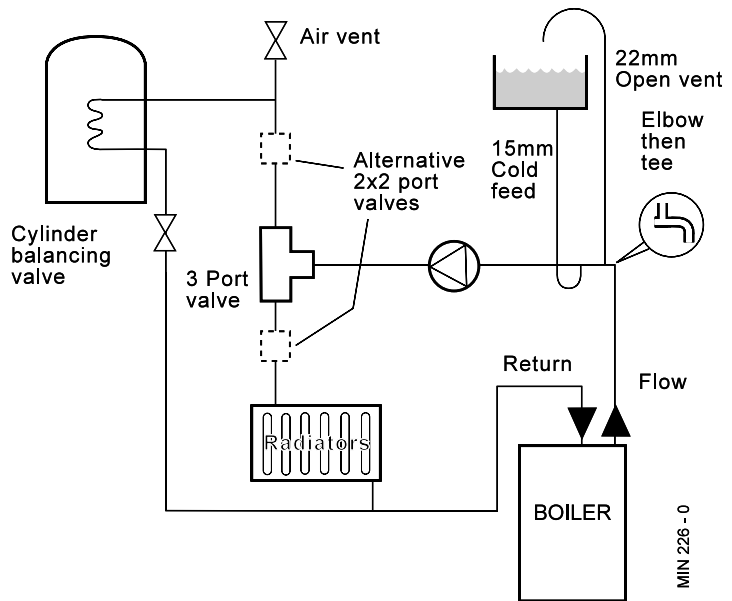 Air vent
22mm
Open vent
Elbow
then
tee
15mm
Cold
feed
Alternative
2x2 port
valves
Cylinder
balancing
valve
3 Port
valve
Return
Flow
Radiators
BOILER
MIN 226 - 0